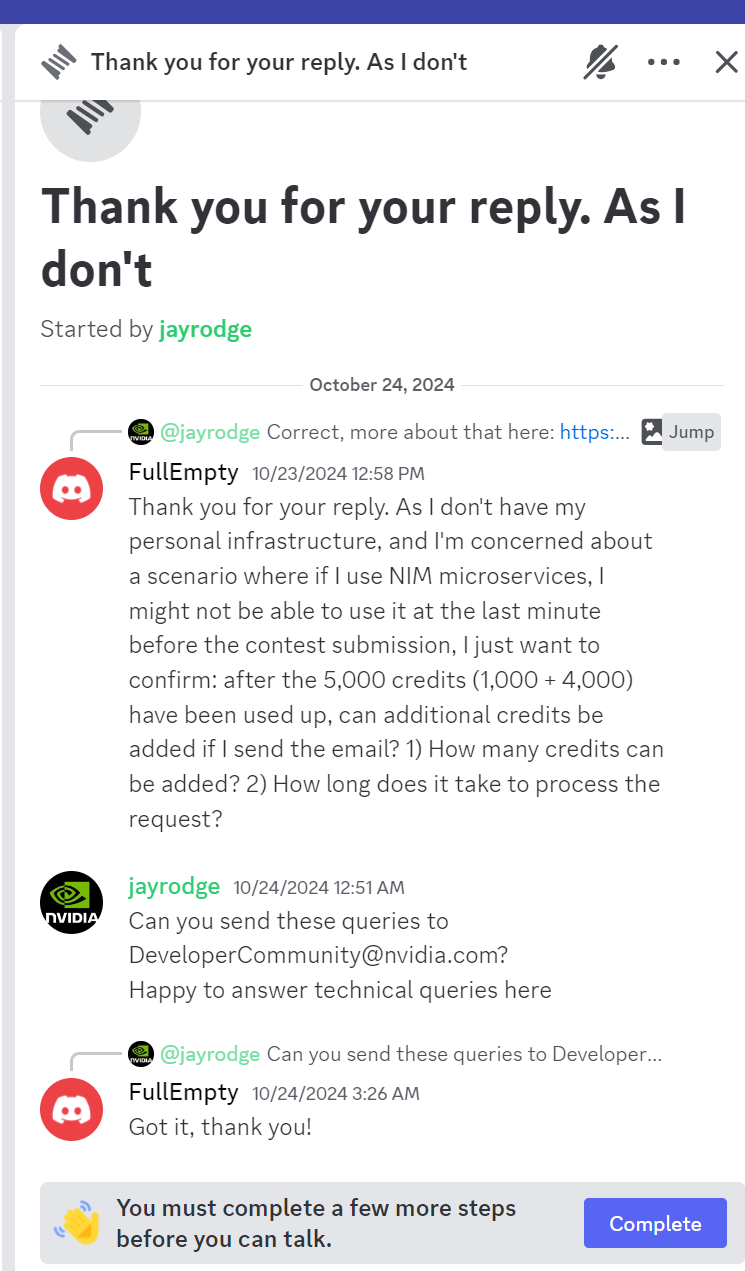 Thank you for your reply. As I don't
Thank you for your reply. As I
don't
Started by jayrodge
October 24, 2024
@jayrodge Correct, more about that here: https:... Jump
FullEmpty 10/23/2024 12:58 PM
Thank you for your reply. As I don't have my
personal infrastructure, and I'm concerned about
a scenario where if I use NIM microservices, I
might not be able to use it at the last minute
before the contest submission, I just want to
confirm: after the 5,000 credits (1,000 + 4,000)
have been used up, can additional credits be
added if I send the email? 1) How many credits can
be added? 2) How long does it take to process the
request?
jayrodge 10/24/2024 12:51 AM
NVIDIA
Can you send these queries to
DeveloperCommunity@nvidia.com?
Happy to answer technical queries here
@jayrodge Can you send these queries to Developer...
FullEmpty 10/24/2024 3:26 AM
Got it, thank you!
You must complete a few more steps
before you can talk.
Complete